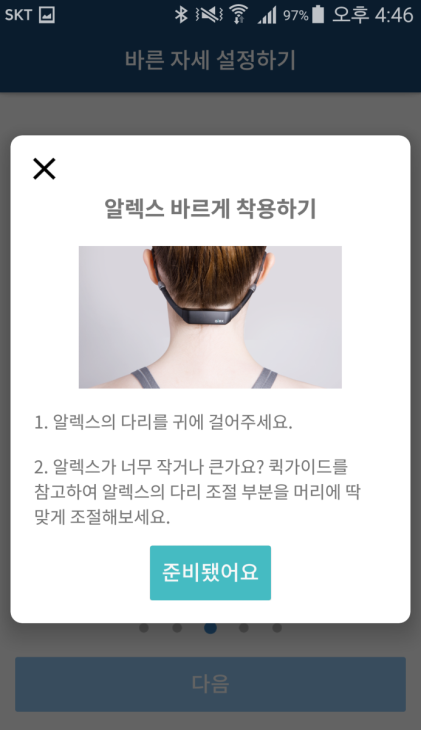 SKT 97% 오후 4:46
바른 자세 설정하기
알렉스 바르게 착용하기
1. 알렉스의 다리를 귀에 걸어주세요.
2. 알렉스가 너무 작거나 큰가요? 퀵가이드를
참고하여 알렉스의 다리 조절 부분을 머리에 딱
맞게 조절해보세요.
준비됐어요
다음